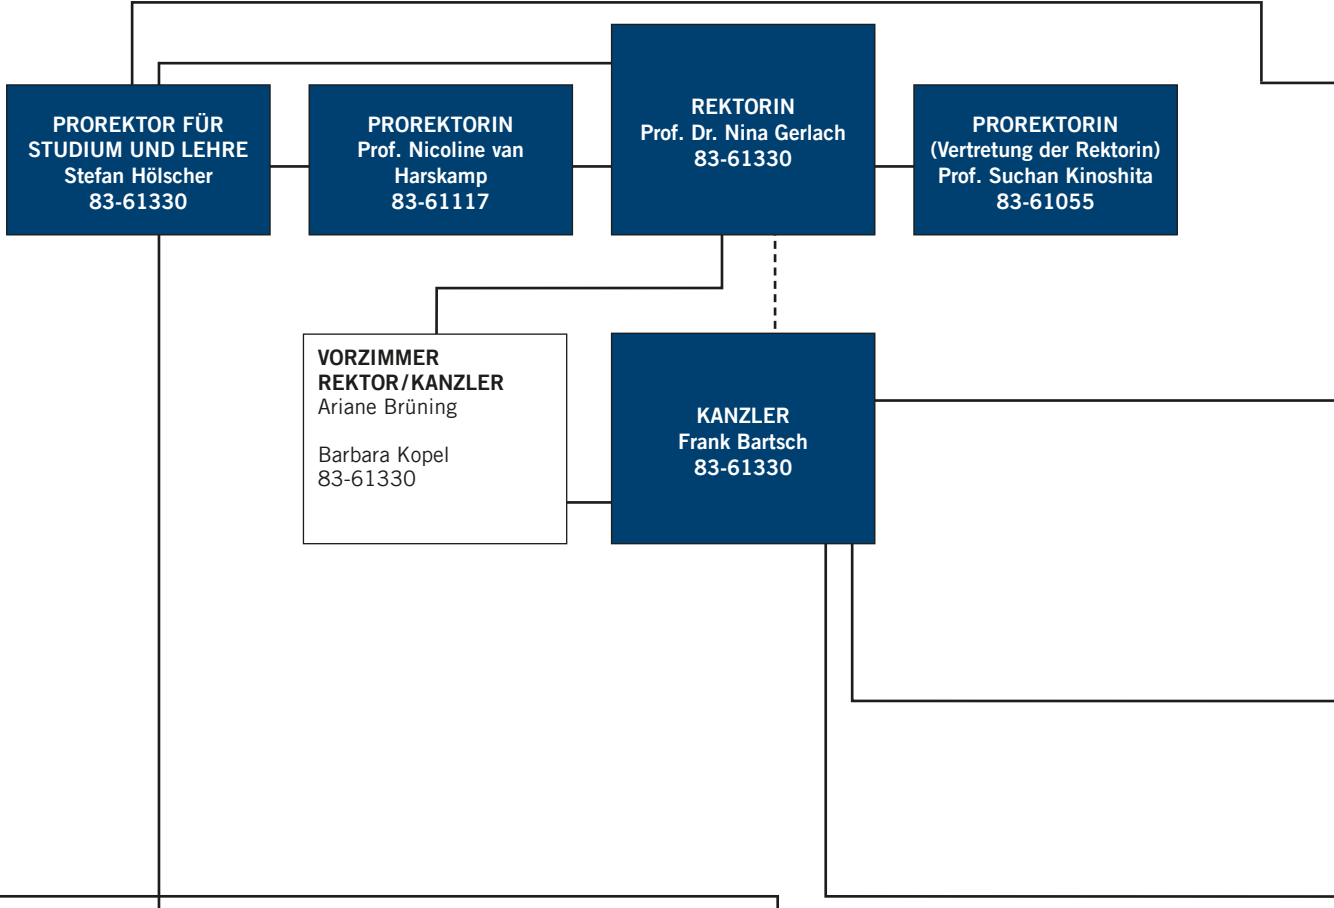 PROREKTOR FÜR
STUDIUM UND LEHRE
Stefan Hölscher
83-61330
PROREKTORIN
Prof. Nicoline van
Harskamp
83-61117
REKTORIN
Prof. Dr. Nina Gerlach
83-61330
PROREKTORIN
(Vertretung der Rektorin)
Prof. Suchan Kinoshita
83-61055
VORZIMMER
REKTOR/KANZLER
Ariane Brüning
Barbara Kopel
83-61330
KANZLER
Frank Bartsch
83-61330